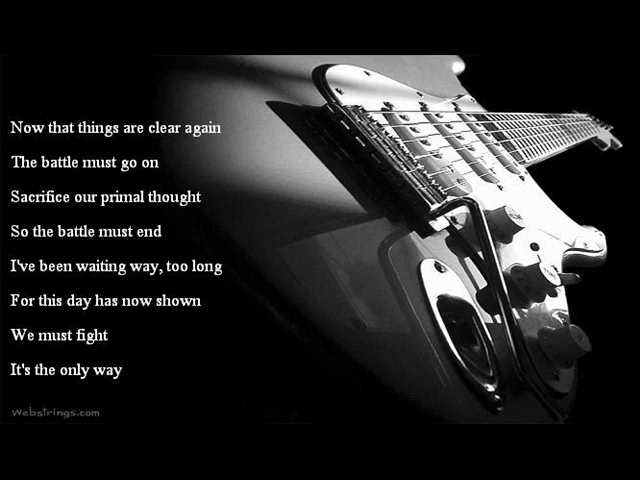 Now that things are clear again
The battle must go on
Sacrifice our primal thought
So the battle must end
I've been waiting way, too long
For this day has now shown
We must fight
It's the only way
Webstrings.com